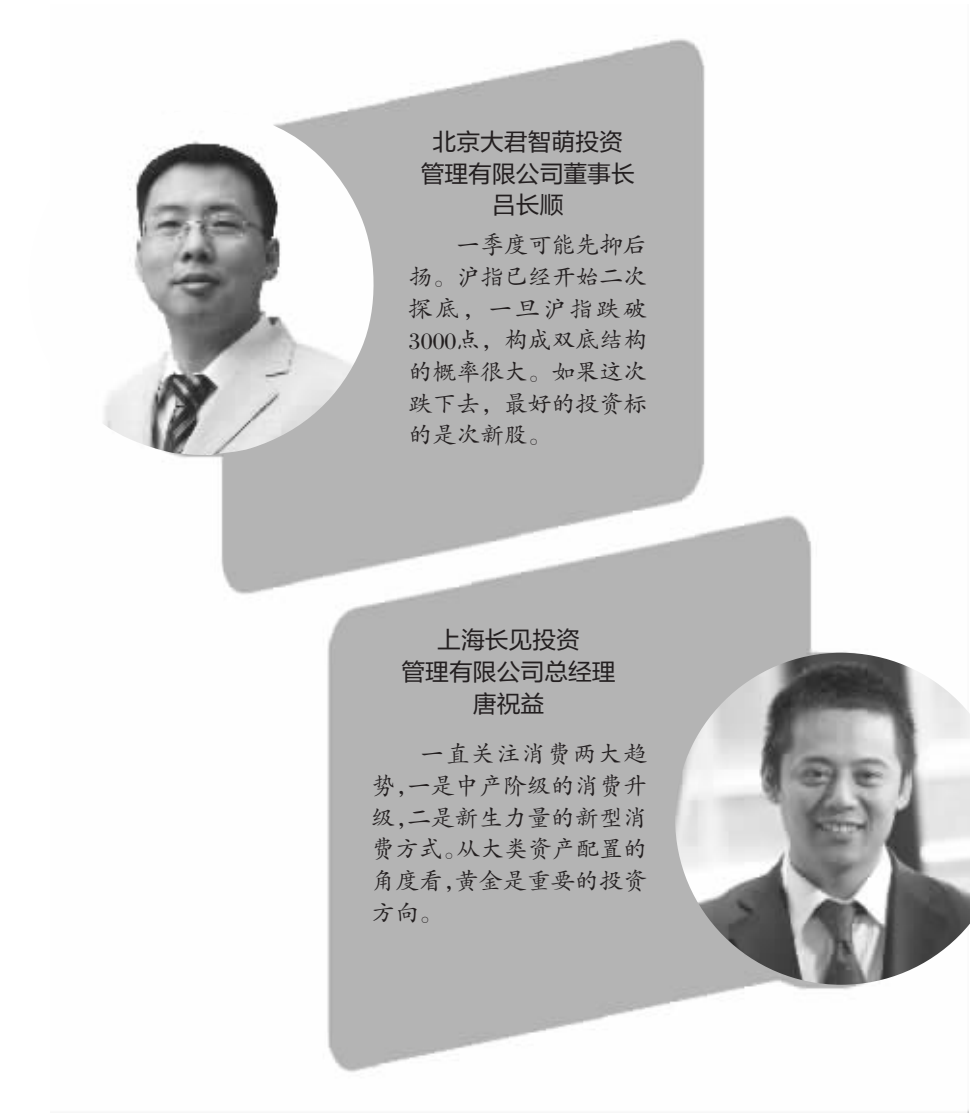 北京大君智萌投资
管理有限公司董事长
吕长顺
一季度可能先抑后
扬。沪指已经开始二次
探底，一旦沪指跌破
3000点，构成双底结构
的概率很大。如果这次
跌下去，最好的投资标
的是次新股。
上海长见投资
管理有限公司总经理
唐祝益
一直关注消费两大趋
势,一是中产阶级的消费升
级,二是新生力量的新型消
费方式。从大类资产配置的
角度看,黄金是重要的投资
方向。